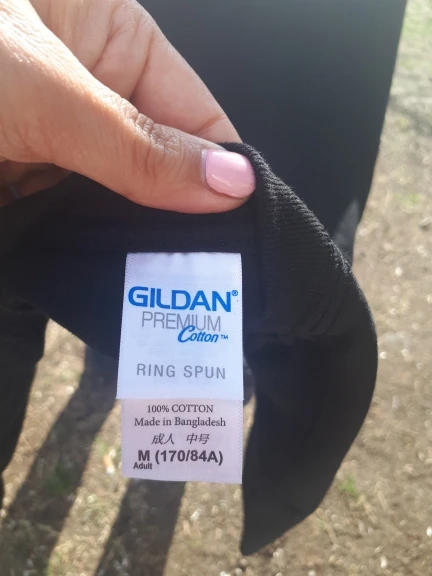 GILDAN®
PREMIUM
Cotton™
RING SPUN
100% COTTON
Made in Bangladesh
成人 中号
M (170/84A)
Adult